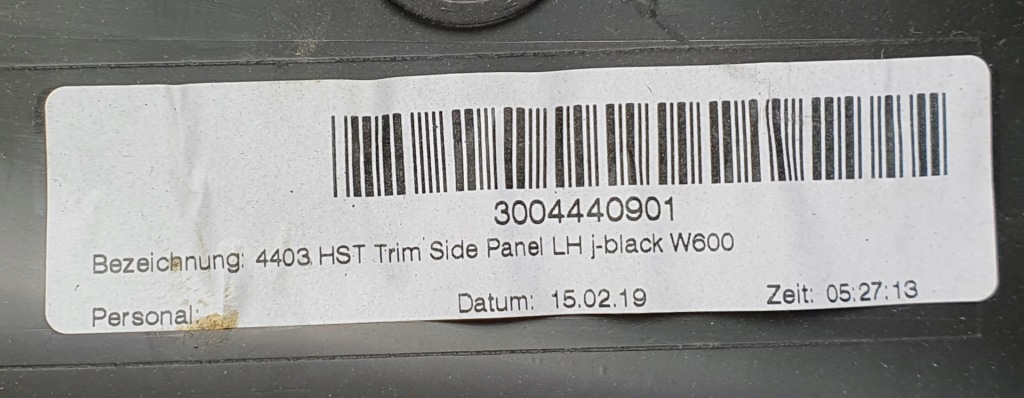 3004440901
Bezeichnung: 4403 HST Trim Side Panel LH j-black W600
Personal: Datum: 15.02.19 Zeit: 05:27:13